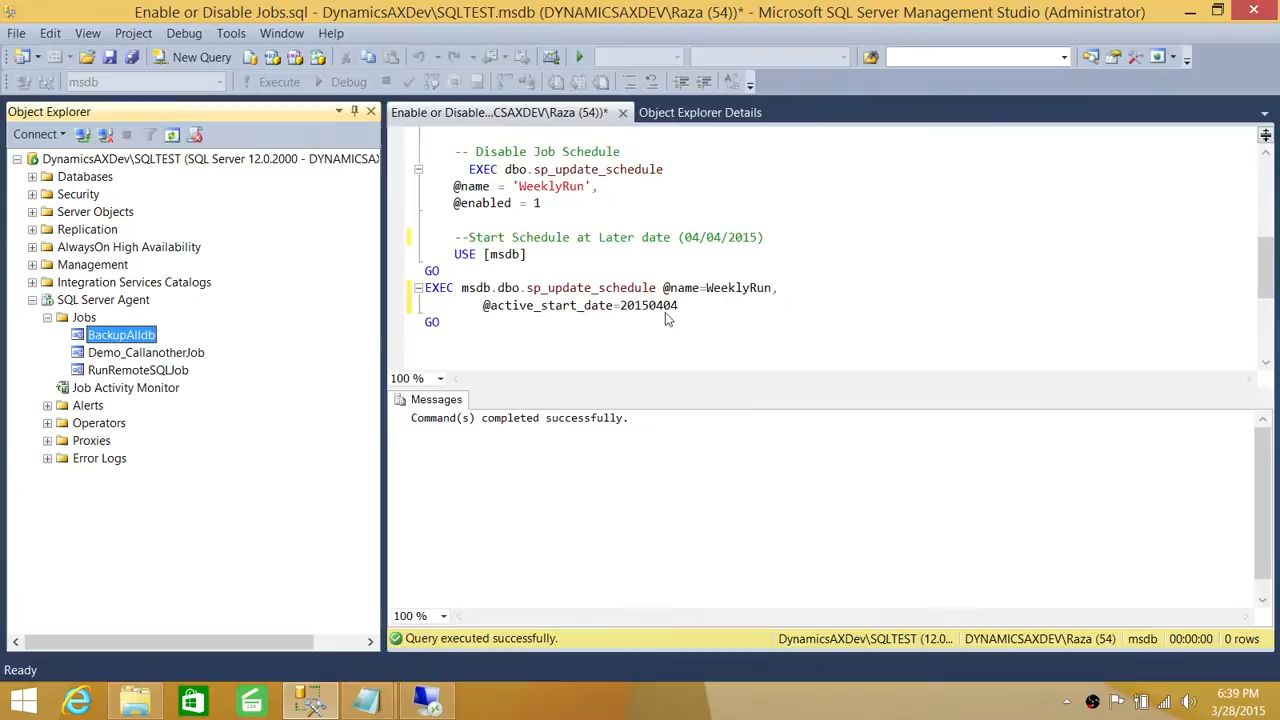 Enable or Disable Jobs.sql - DynamicsAXDev\SQLTEST.msdb (DYNAMICSAXDEV\Raza (54))* - Microsoft SQL Server Management Studio (Administrator)
File Edit View Project Debug Tools Window Help
New Query
msdb Execute Debug
Object Explorer
Connect
DynamicsAXDev\SQLTEST (SQL Server 12.0.2000 - DYNAMICSAX
Databases
Security
Server Objects
Replication
AlwaysOn High Availability
Management
Integration Services Catalogs
SQL Server Agent
Jobs
BackupAlldb
Demo_CallanotherJob
RunRemoteSQLJob
Job Activity Monitor
Alerts
Operators
Proxies
Error Logs
Enable or Disable...CSAXDEV\Raza (54))* Object Explorer Details
-- Disable Job Schedule
EXEC dbo.sp_update_schedule
@name = 'WeeklyRun',
@enabled = 1
--Start Schedule at Later date (04/04/2015)
USE [msdb]
GO
EXEC msdb.dbo.sp_update_schedule @name=WeeklyRun,
@active_start_date=20150404
GO
100 %
Messages
Command(s) completed successfully.
100 %
Query executed successfully. DynamicsAXDev\SQLTEST (12.0... DYNAMICSAXDEV\Raza (54) msdb 00:00:00 0 rows
Ready
6:39 PM
3/28/2015